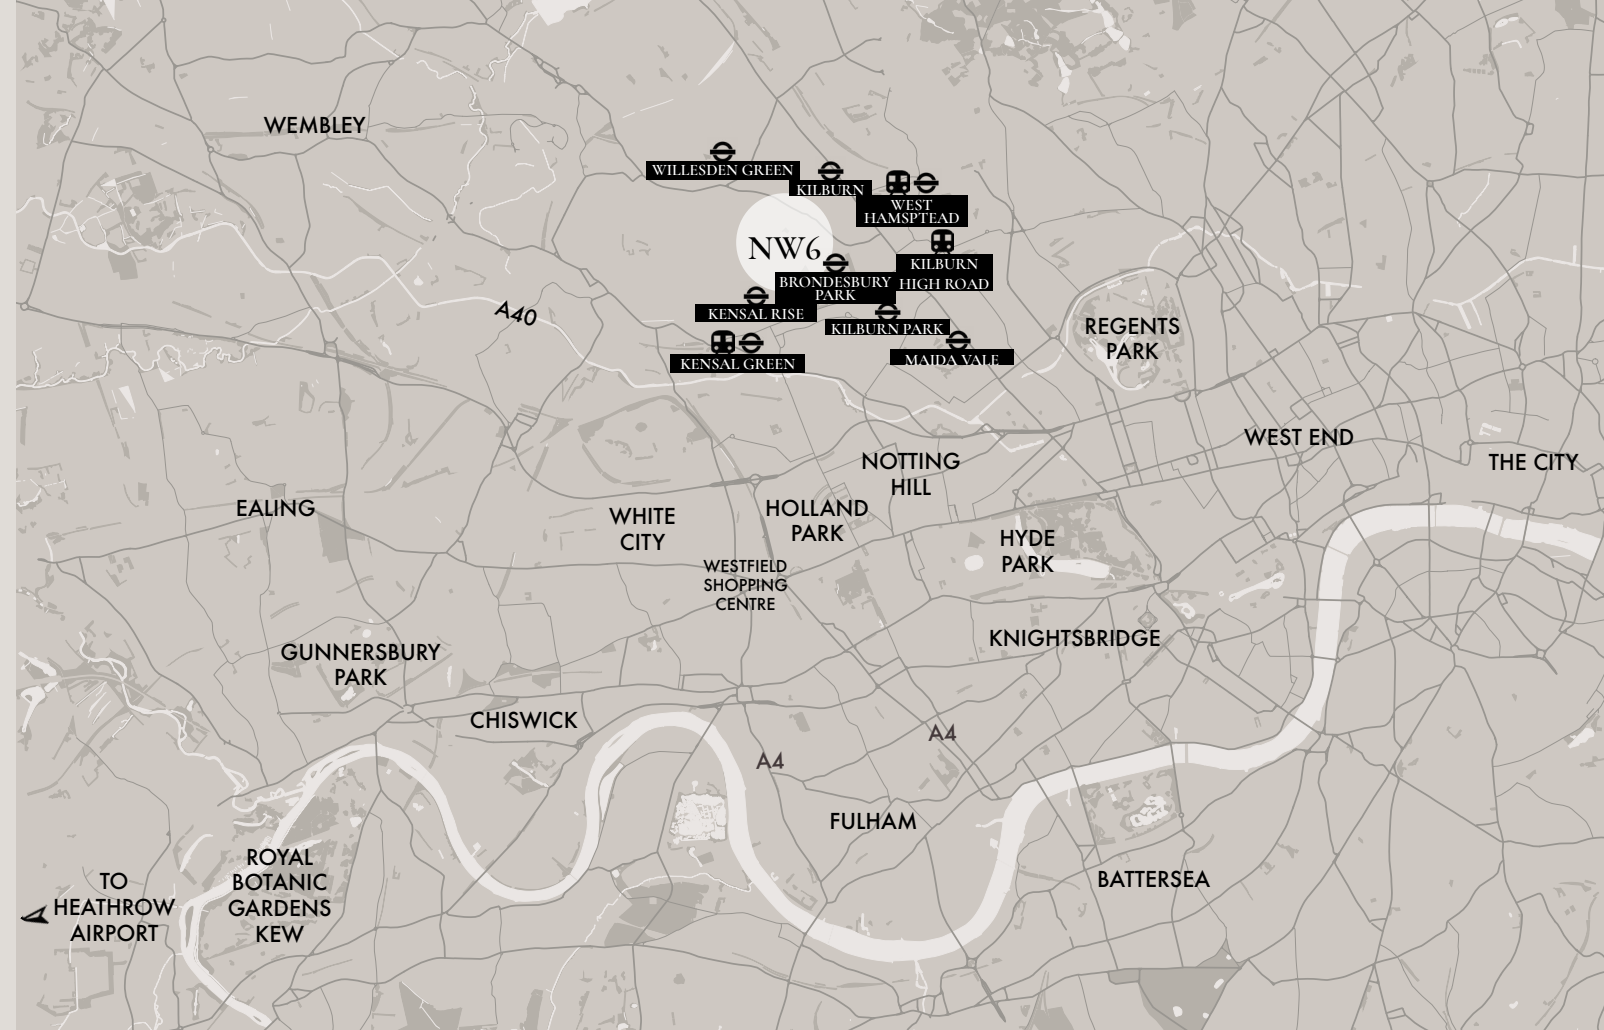 WEMBLEY
WILLESDEN GREEN
KILBURN
WEST
HAMSPTEAD
NW6
KILBURN
HIGH ROAD
BRONDESBURY
PARK
KENSAL RISE
A40
KILBURN PARK
REGENTS
PARK
MAIDA VALE
KENSAL GREEN
WEST END
THE CITY
NOTTING
HILL
EALING
WHITE
CITY
HOLLAND
PARK
HYDE
PARK
WESTFIELD
SHOPPING
CENTRE
KNIGHTSBRIDGE
GUNNERSBURY
PARK
CHISWICK
A4
A4
FULHAM
ROYAL
BOTANIC
GARDENS
KEW
TO
HEATHROW
AIRPORT
BATTERSEA